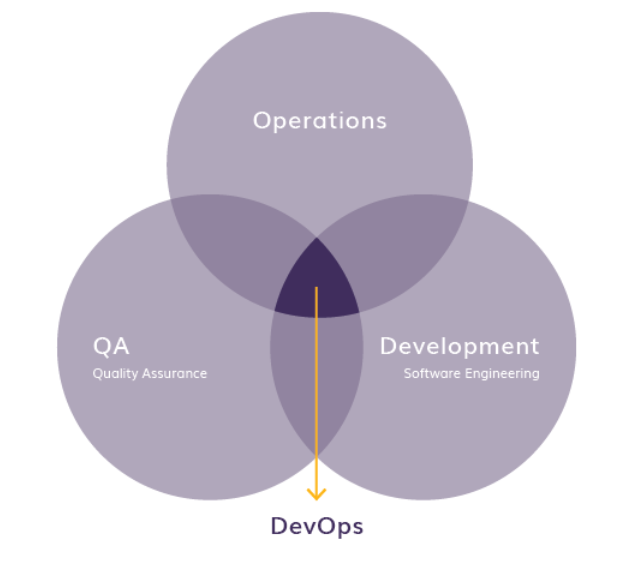 Operations
QA
Quality Assurance
Development
Software Engineering
DevOps